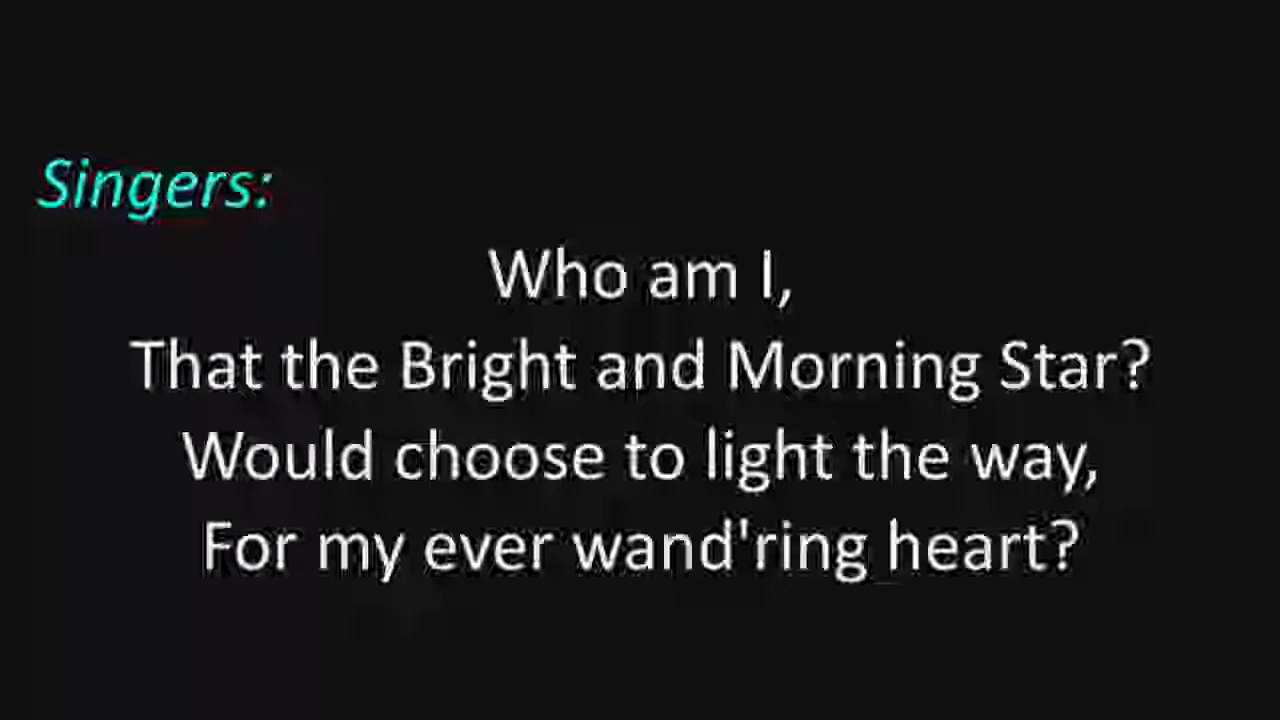 Singers:
Who am I,
That the Bright and Morning Star?
Would choose to light the way,
For my ever wand'ring heart?